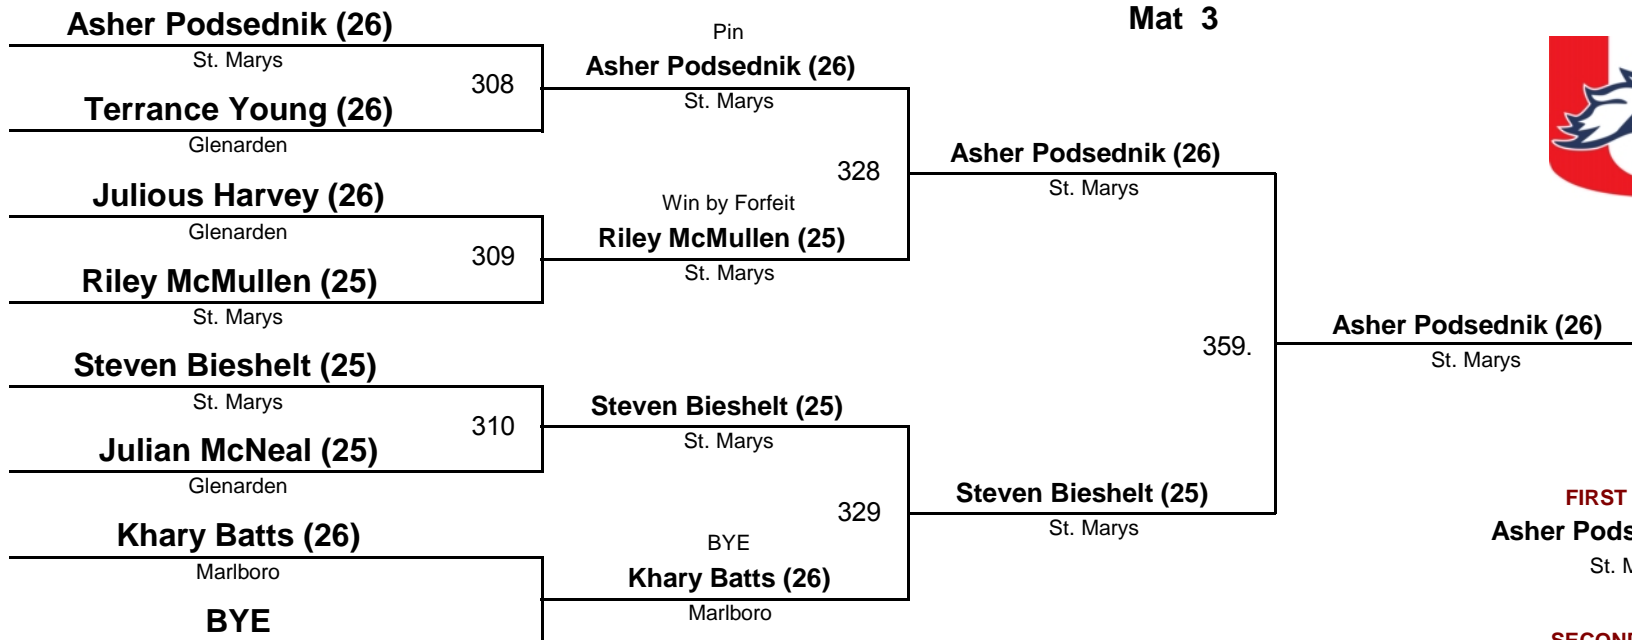 Mat 3
Asher Podsednik (26)
St. Marys
308
Terrance Young (26)
Glenarden
Julious Harvey (26)
Glenarden
309
Riley McMullen (25)
St. Marys
Steven Bieshelt (25)
St. Marys
310
Julian McNeal (25)
Glenarden
Khary Batts (26)
Marlboro
BYE
Pin
Asher Podsednik (26)
St. Marys
328
Win by Forfeit
Riley McMullen (25)
St. Marys
Steven Bieshelt (25)
St. Marys
329
BYE
Khary Batts (26)
Marlboro
Asher Podsednik (26)
St. Marys
359.
Steven Bieshelt (25)
St. Marys
Asher Podsednik (26)
St. Marys
FIRST
Asher Pods
St. M